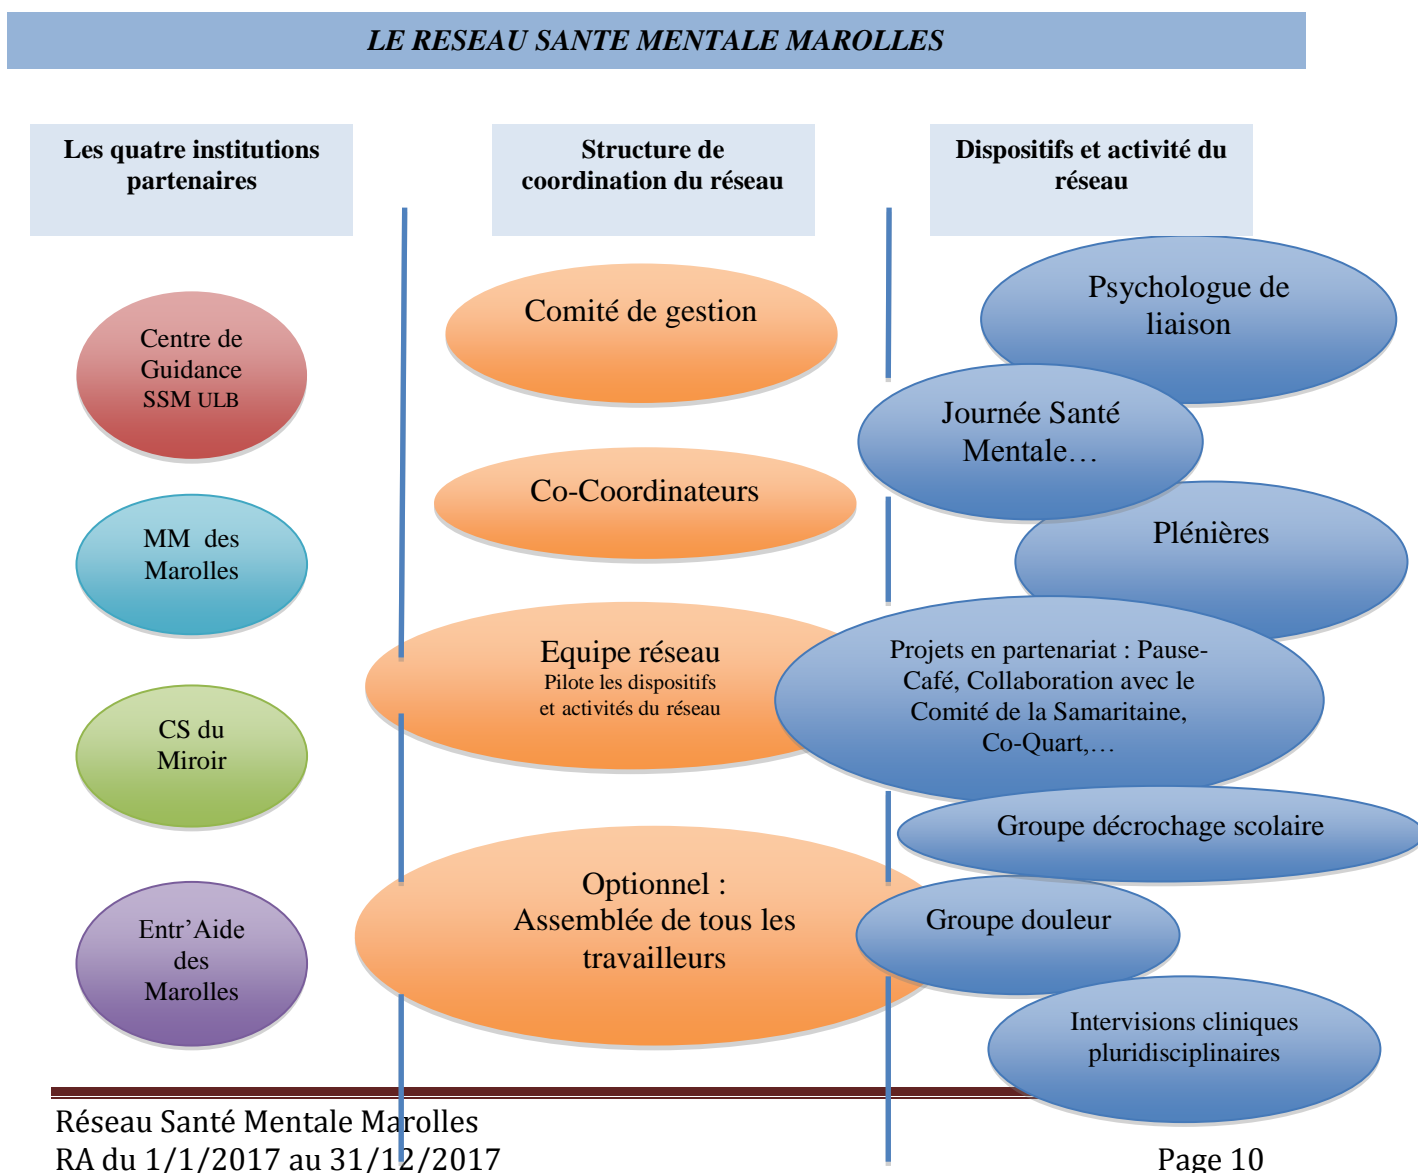 LE RESEAU SANTE MENTALE MAROLLES
Les quatre institutions
partenaires
Structure de
coordination du réseau
Dispositifs et activité du
réseau
Centre de
Guidance
SSM ULB
MM des
Marolles
CS du
Miroir
Entr’Aide
des
Marolles
Comité de gestion
Co-Coordinateurs
Equipe réseau
Pilote les dispositifs
et activités du réseau
Optionnel :
Assemblée de tous les
travailleurs
Psychologue de
liaison
Journée Santé
Mentale…
Plénières
Projets en partenariat : Pause-
Café, Collaboration avec le
Comité de la Samaritaine,
Co-Quart,…
Groupe décrochage scolaire
Groupe douleur
Intervisions cliniques
pluridisciplinaires
Réseau Santé Mentale Marolles
RA du 1/1/2017 au 31/12/2017
Page 10